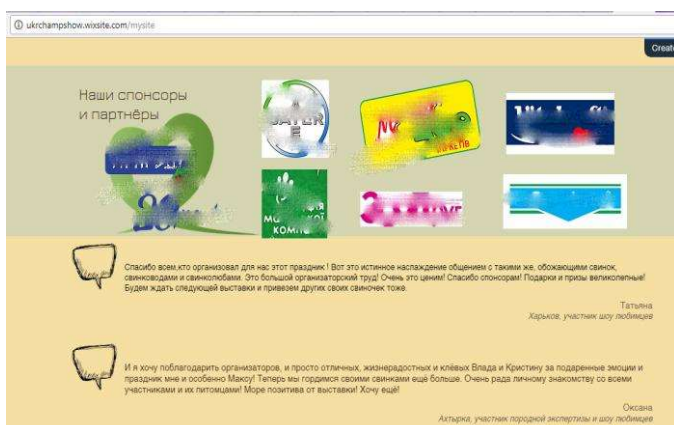 ukrchampshow.wixsite.com/mysite
Create
Наши спонсоры
и партнёры
Спасибо всем,кто организовал для нас этот праздник ! Вот это истинное наслаждение общением с такими же, обожающими свинок,
свинководами и свинколюбами. Это большой организаторский труд! Очень это ценим! Спасибо спонсорам! Подарки и призы великолепные!
Будем ждать следующей выставки и привезем других своих свиночек тоже.
Татьяна
Харьков, участник шоу любимцев
И я хочу поблагодарить организаторов, и просто отличных, жизнерадостных и клёвых Влада и Кристину за подаренные эмоции и
праздник мне и особенно Максу! Теперь мы гордимся своими свинками ещё больше. Очень рада личному знакомству со всеми
участниками и их питомцами! Море позитива от выставки! Хочу ещё!
Оксана
Ахтырка, участник породной экспертизы и шоу любимцев